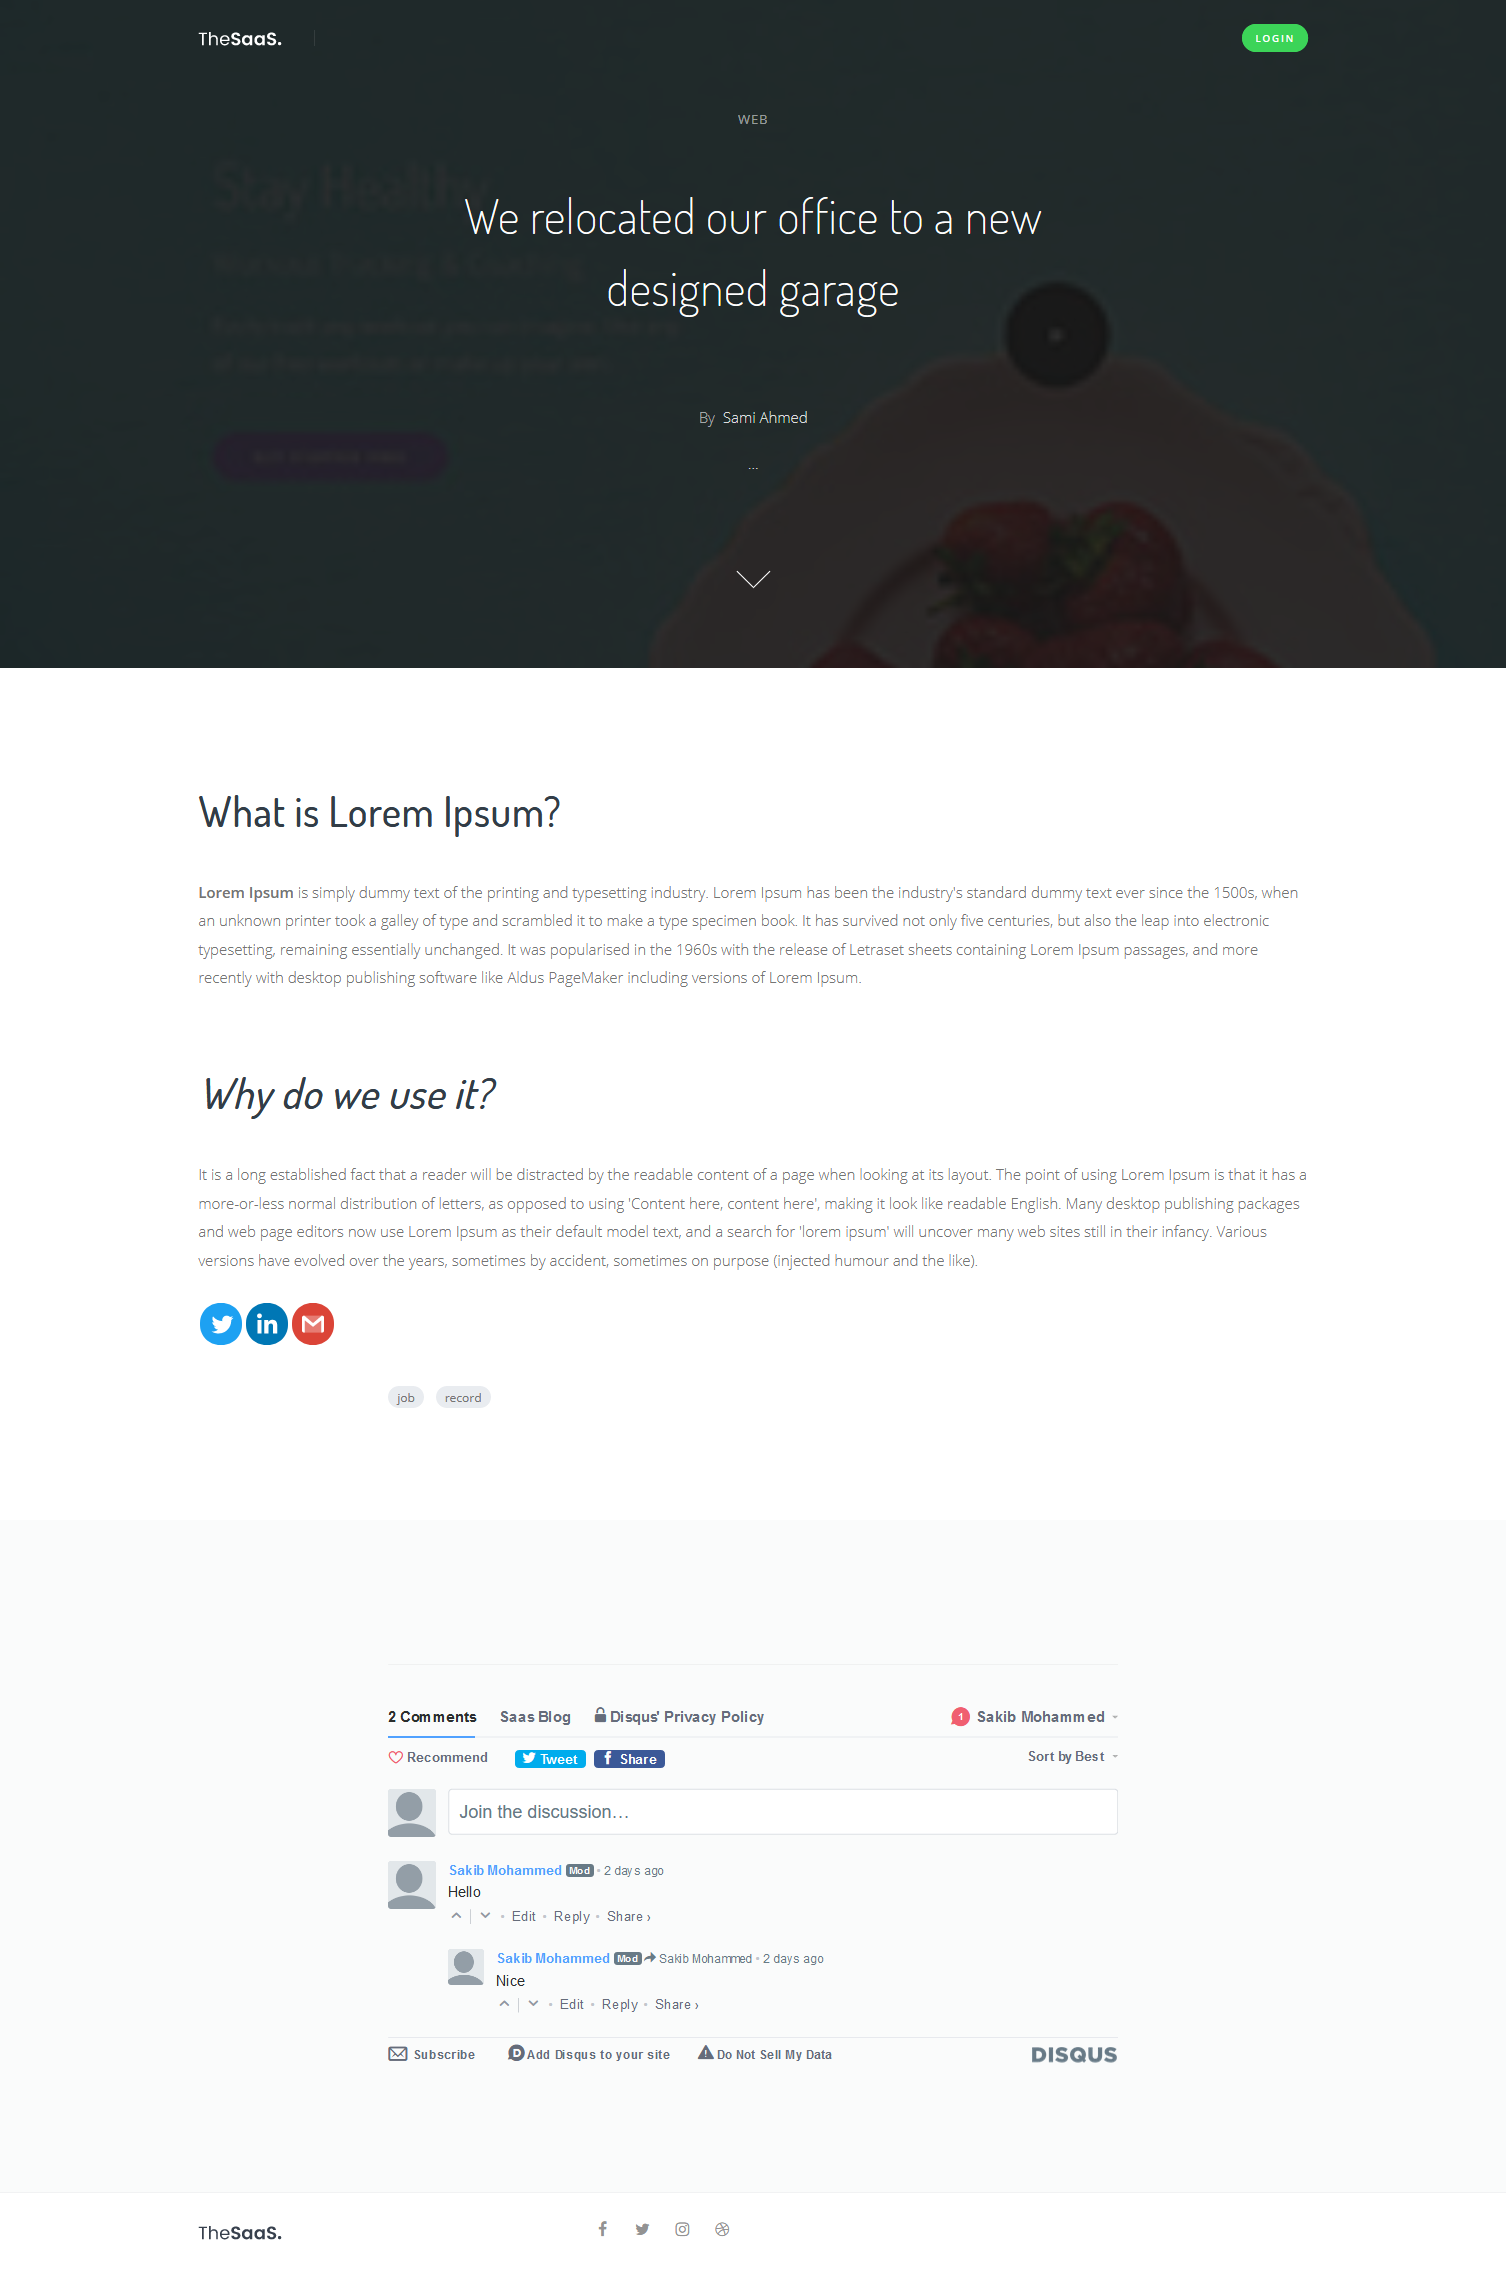 TheSaaS.
LOGIN
WEB
Stay Healthy
We relocated our office to a new
designed garage
Workout Tracking & Coaching
By Sami Ahmed
...
What is Lorem Ipsum?
Lorem Ipsum is simply dummy text of the printing and typesetting industry. Lorem Ipsum has been the industry's standard dummy text ever since the 1500s, when
an unknown printer took a galley of type and scrambled it to make a type specimen book. It has survived not only five centuries, but also the leap into electronic
typesetting, remaining essentially unchanged. It was popularised in the 1960s with the release of Letraset sheets containing Lorem Ipsum passages, and more
recently with desktop publishing software like Aldus PageMaker including versions of Lorem Ipsum.
Why do we use it?
It is a long established fact that a reader will be distracted by the readable content of a page when looking at its layout. The point of using Lorem Ipsum is that it has a
more-or-less normal distribution of letters, as opposed to using 'Content here, content here', making it look like readable English. Many desktop publishing packages
and web page editors now use Lorem Ipsum as their default model text, and a search for 'lorem ipsum' will uncover many web sites still in their infancy. Various
versions have evolved over the years, sometimes by accident, sometimes on purpose (injected humour and the like).
in
job record
2 Comments Saas Blog Disqus' Privacy Policy 1 Sakib Mohammed
Recommend Tweet Share Sort by Best
Join the discussion…
Sakib Mohammed Mod • 2 days ago
Hello
• Edit • Reply • Share ›
Sakib Mohammed Mod Sakib Mohammed • 2 days ago
Nice
• Edit • Reply • Share ›
Subscribe Add Disqus to your site Do Not Sell My Data DISQUS
TheSaaS.